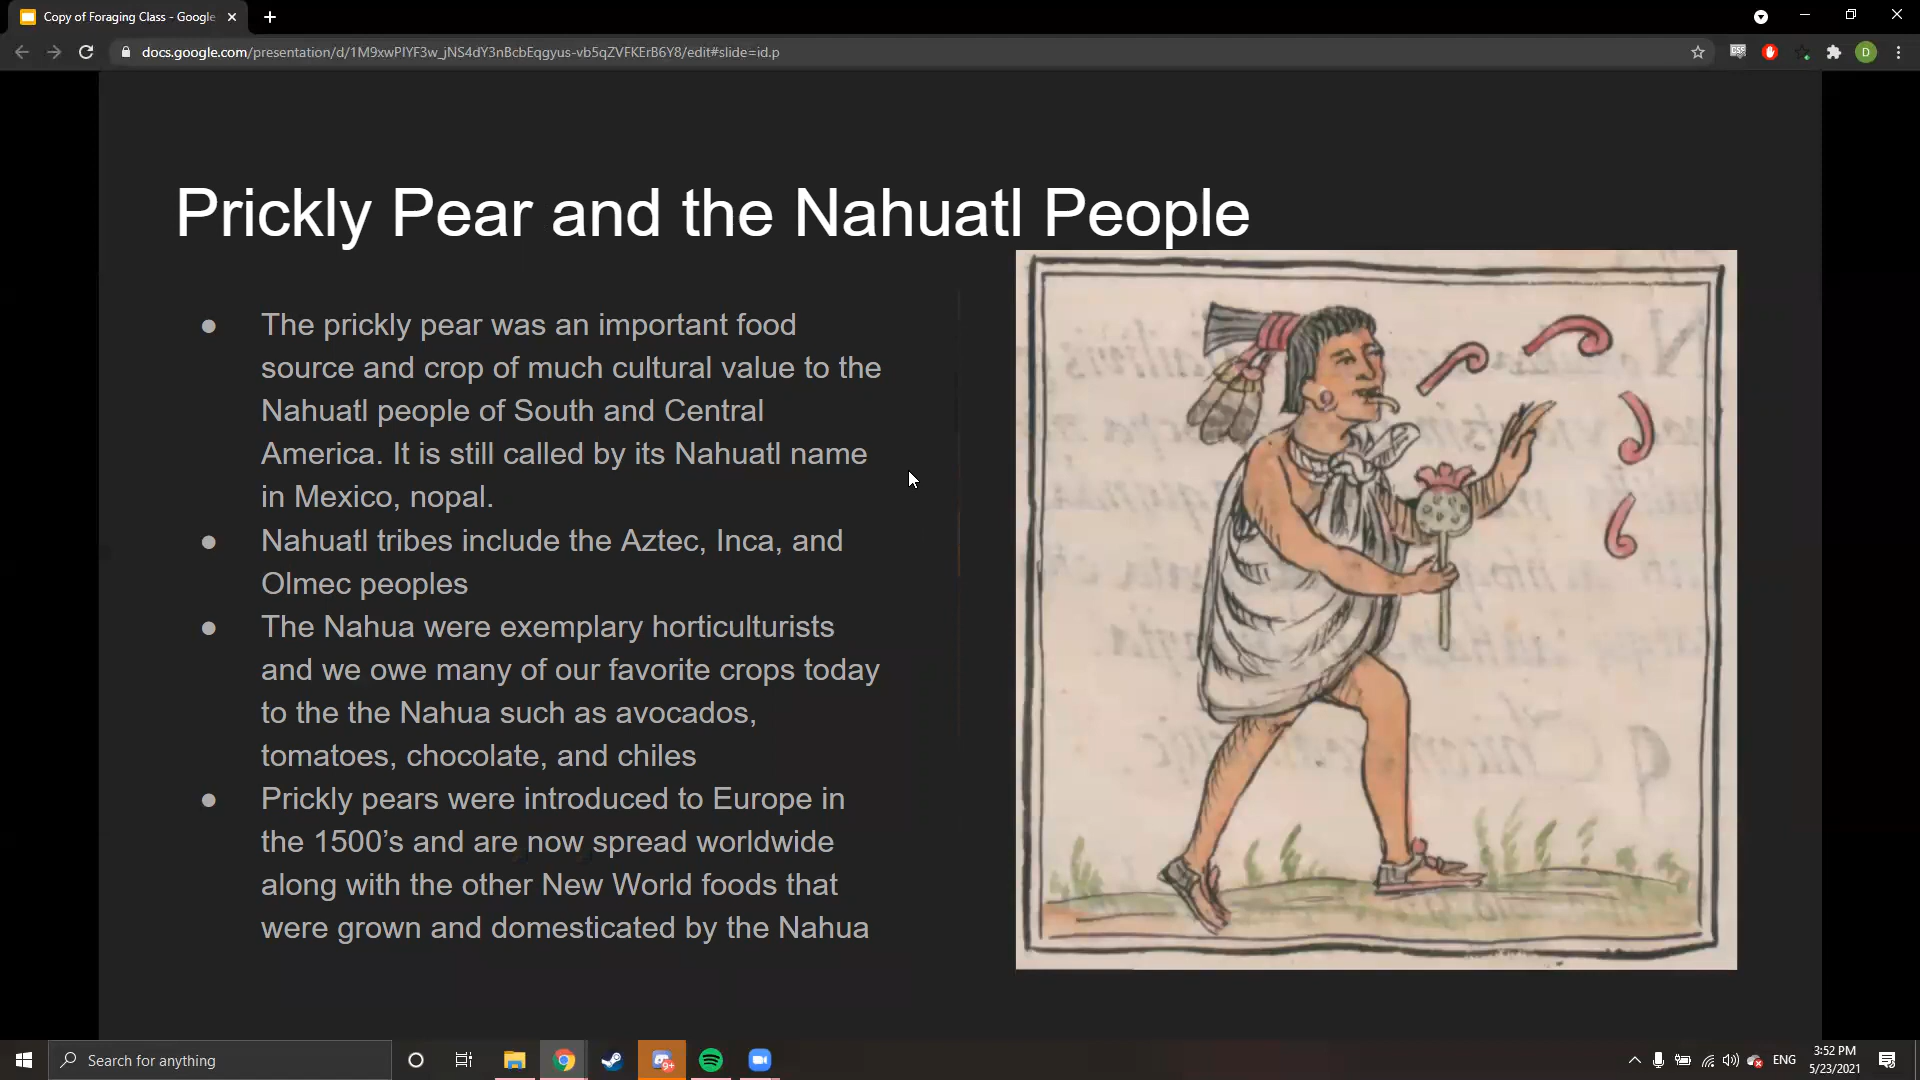 Copy of Foraging Class - Google
docs.google.com/presentation/d/1M9xwPIYF3w_jNS4dY3nBcbEqgyus-vb5qZVFKErB6Y8/edit#slide=id.p
D
Prickly Pear and the Nahuatl People
● The prickly pear was an important food
source and crop of much cultural value to the
Nahuatl people of South and Central
America. It is still called by its Nahuatl name
in Mexico, nopal.
● Nahuatl tribes include the Aztec, Inca, and
Olmec peoples
● The Nahua were exemplary horticulturists
and we owe many of our favorite crops today
to the the Nahua such as avocados,
tomatoes, chocolate, and chiles
● Prickly pears were introduced to Europe in
the 1500’s and are now spread worldwide
along with the other New World foods that
were grown and domesticated by the Nahua
Search for anything
9+
ENG
3:52 PM
5/23/2021